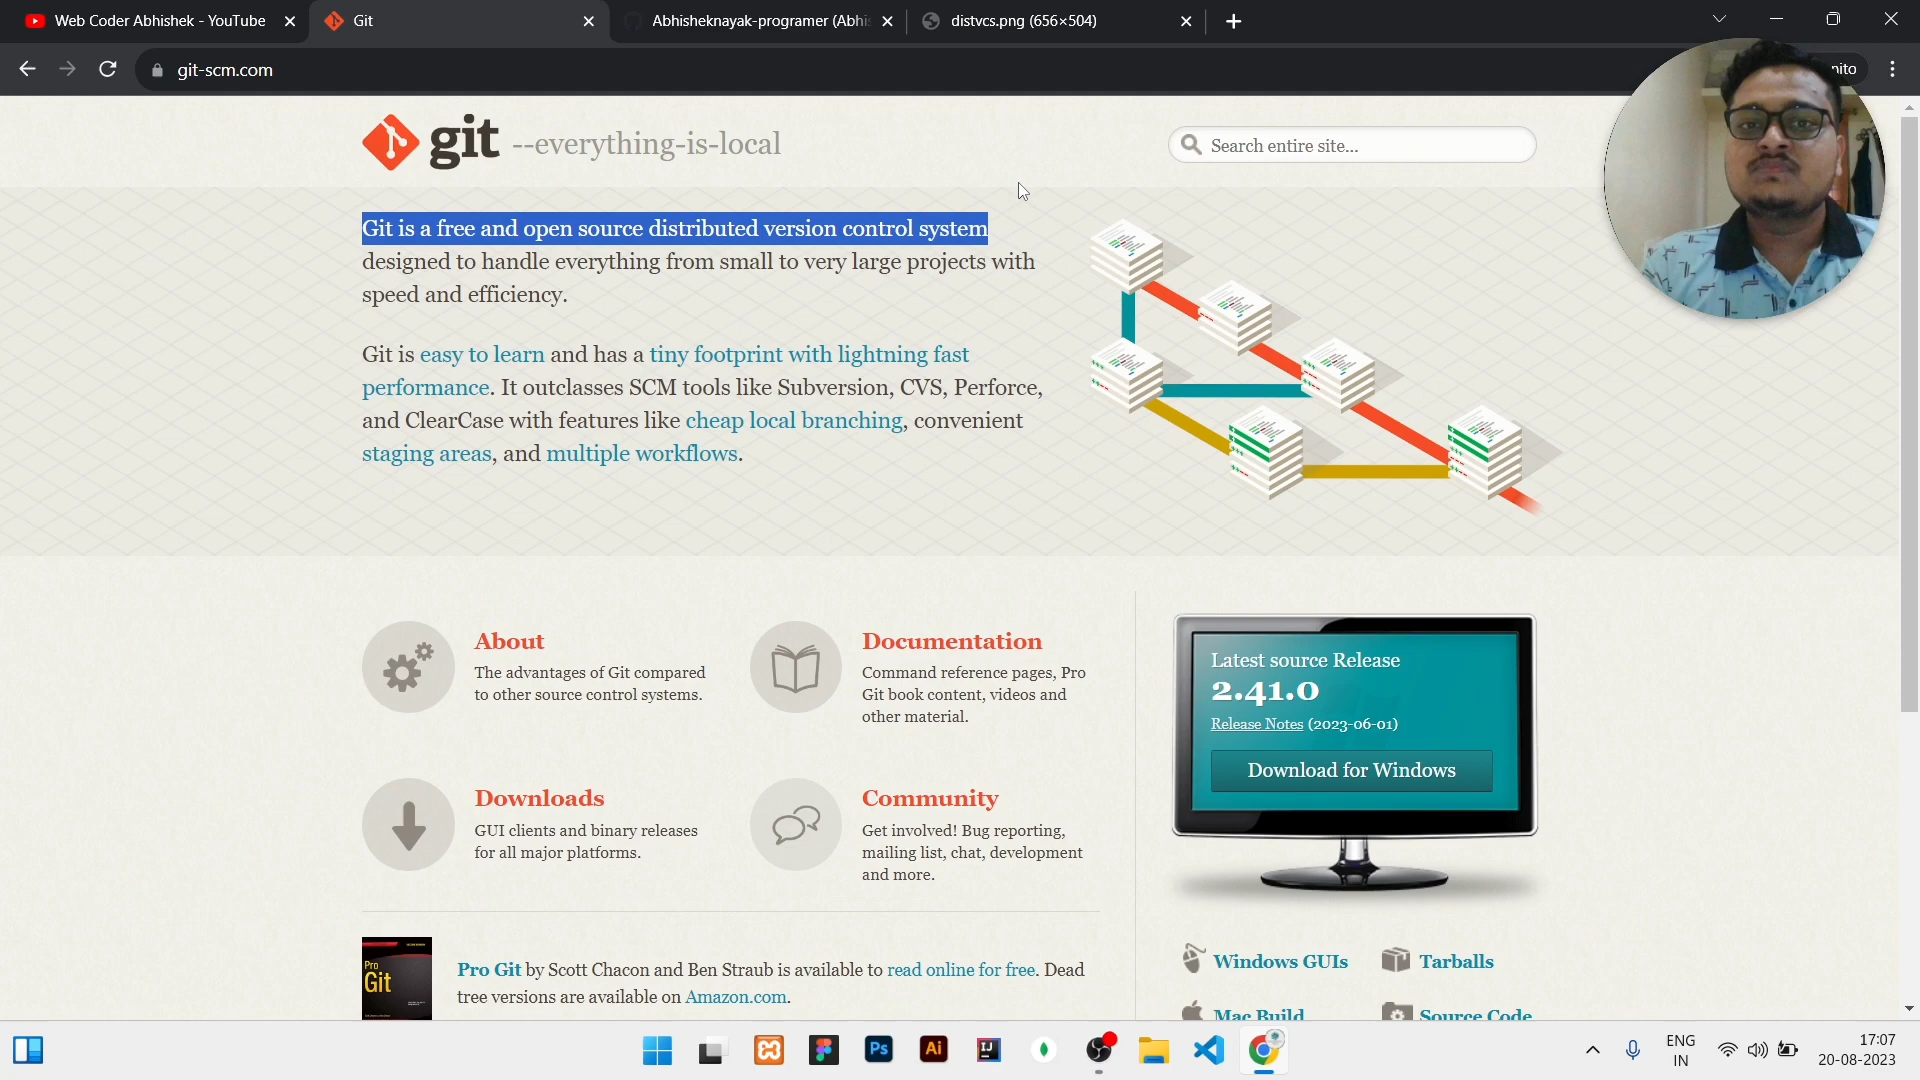 Web Coder Abhishek - YouTube
Git
Abhisheknayak-programer (Abhi
distvcs.png (656×504)
git-scm.com
nito
git --everything-is-local
Search entire site...
Git is a free and open source distributed version control system
designed to handle everything from small to very large projects with
speed and efficiency.
Git is easy to learn and has a tiny footprint with lightning fast
performance. It outclasses SCM tools like Subversion, CVS, Perforce,
and ClearCase with features like cheap local branching, convenient
staging areas, and multiple workflows.
About
The advantages of Git compared
to other source control systems.
Documentation
Command reference pages, Pro
Git book content, videos and
other material.
Downloads
GUI clients and binary releases
for all major platforms.
Community
Get involved! Bug reporting,
mailing list, chat, development
and more.
Latest source Release
2.41.0
Release Notes (2023-06-01)
Download for Windows
Pro
Git
Pro Git by Scott Chacon and Ben Straub is available to read online for free. Dead
tree versions are available on Amazon.com.
Windows GUIs
Tarballs
Mac Build
Source Code
Ps
Ai
IJ
ENG
IN
17:07
20-08-2023